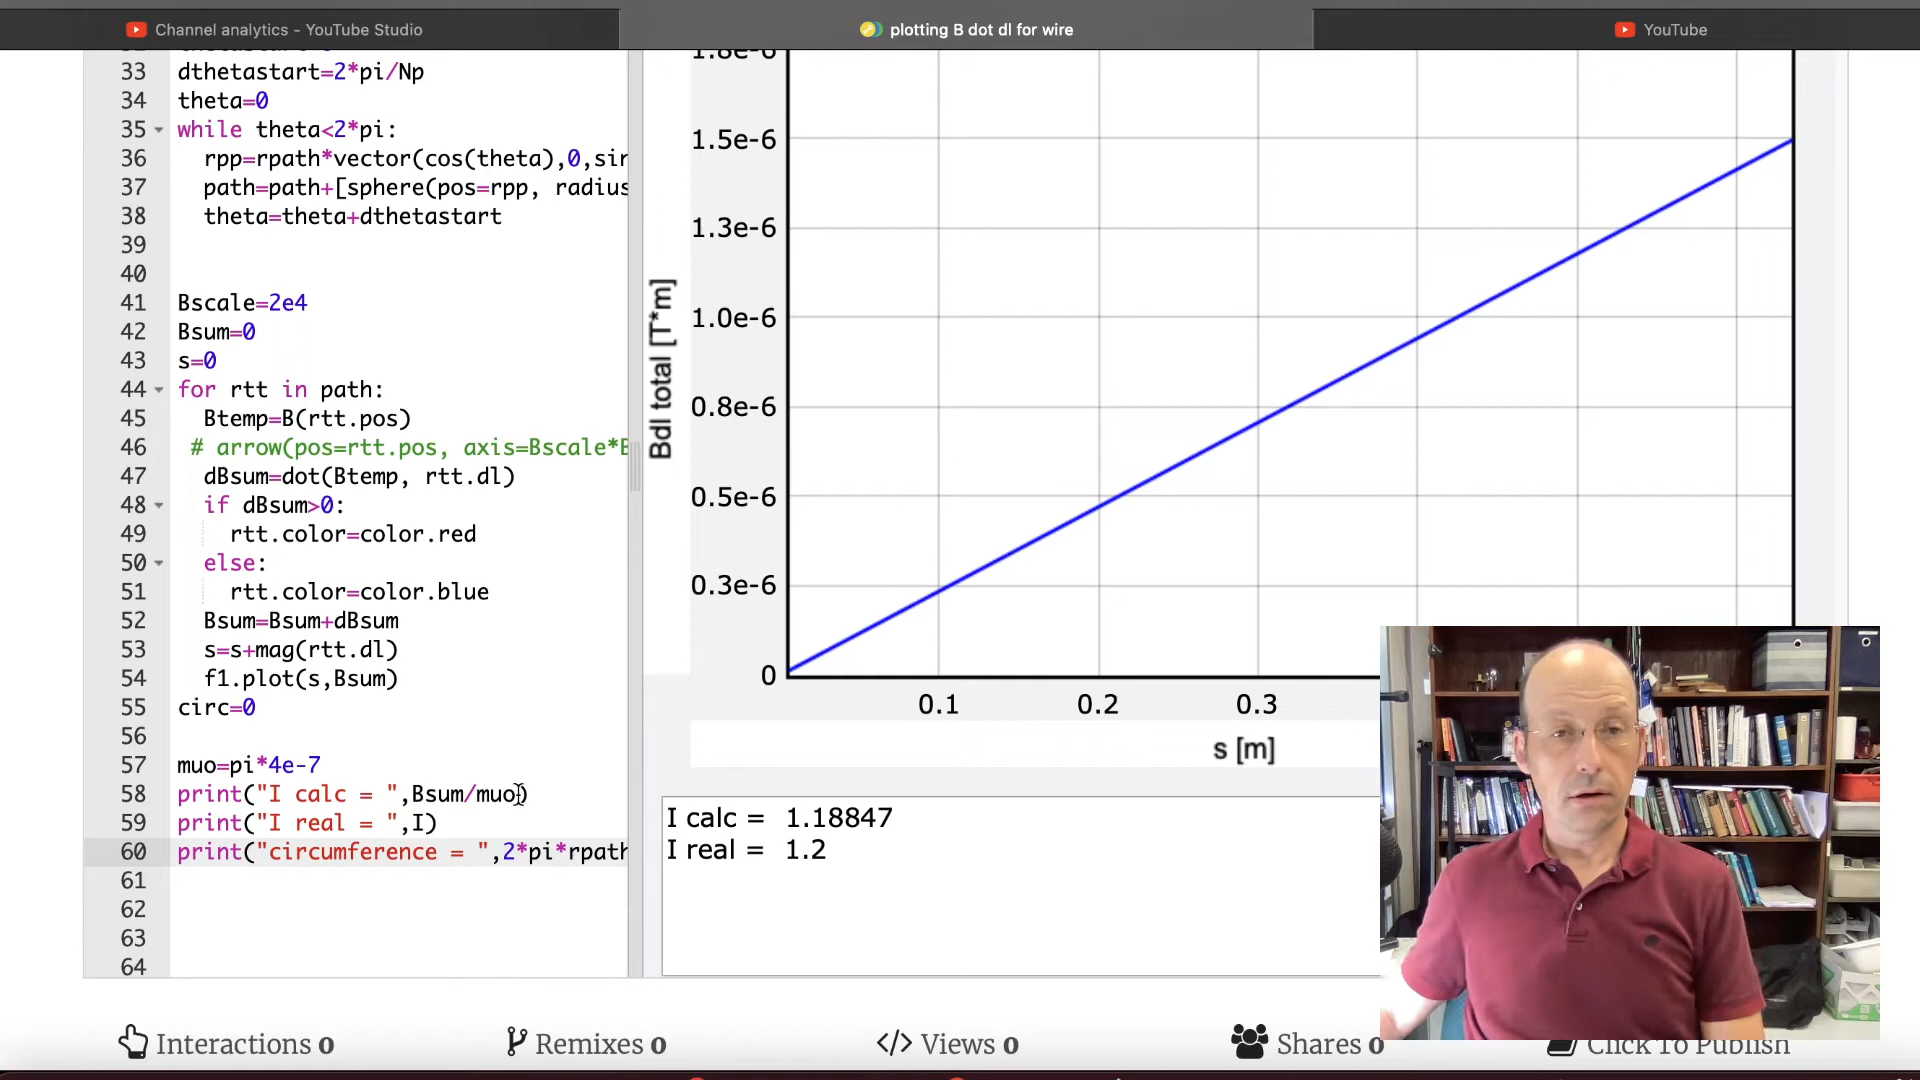 Channel analytics - YouTube Studio
plotting B dot dl for wire
YouTube
33 dthetastart=2*pi/Np
34 theta=0
35 while theta<2*pi:
36 rpp=rpath*vector(cos(theta),0,sin
37 path=path+[sphere(pos=rpp, radius
38 theta=theta+dthetastart
39
40
41 Bscale=2e4
42 Bsum=0
43 s=0
44 for rtt in path:
45 Btemp=B(rtt.pos)
46 # arrow(pos=rtt.pos, axis=Bscale*B
47 dBsum=dot(Btemp, rtt.dl)
48 if dBsum>0:
49 rtt.color=color.red
50 else:
51 rtt.color=color.blue
52 Bsum=Bsum+dBsum
53 s=s+mag(rtt.dl)
54 f1.plot(s,Bsum)
55 circ=0
56
57 muo=pi*4e-7
58 print("I calc = ",Bsum/muo)
59 print("I real = ",I)
60 print("circumference = ",2*pi*rpath
61
62
63
64
1.8e-6
1.5e-6
1.3e-6
1.0e-6
0.8e-6
0.5e-6
0.3e-6
0
Bdl total [T*m]
0.1 0.2 0.3
s [m]
I calc = 1.18847
I real = 1.2
Interactions 0
Remixes 0
Views 0
Shares 0
Click To Publish